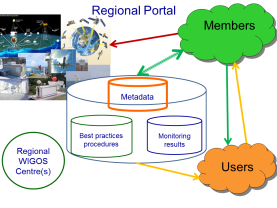 Regional Portal
Members
Metadata
Best practices
procedures
Monitoring
results
Regional
WIGOS
Centre(s)
Users